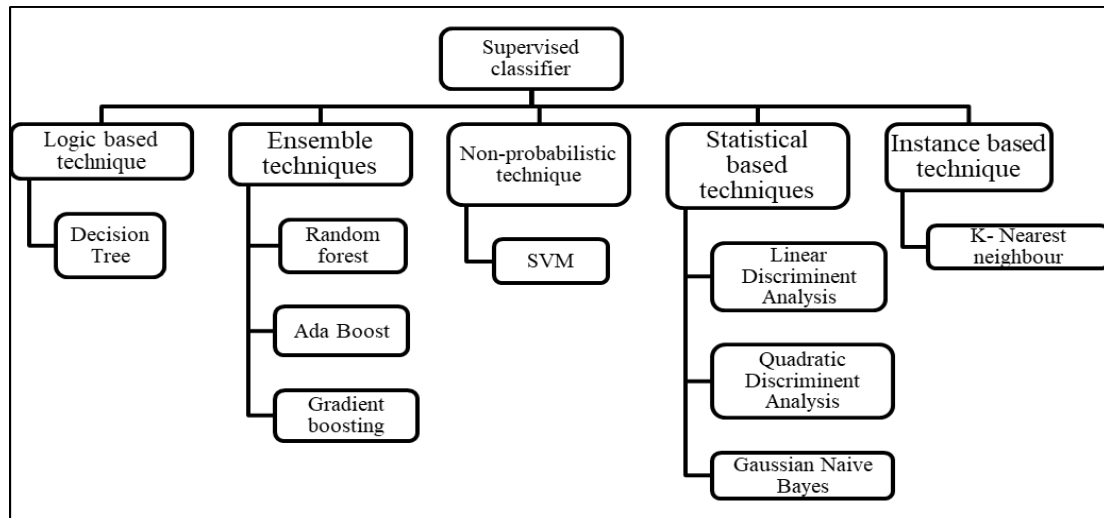 Supervised
classifier
Logic based
technique
Decision
Tree
Ensemble
techniques
Random
forest
Ada Boost
Gradient
boosting
Non-probabilistic
technique
SVM
Statistical
based
techniques
Linear
Discriminent
Analysis
Quadratic
Discriminent
Analysis
Gaussian Naive
Bayes
Instance based
technique
K- Nearest
neighbour